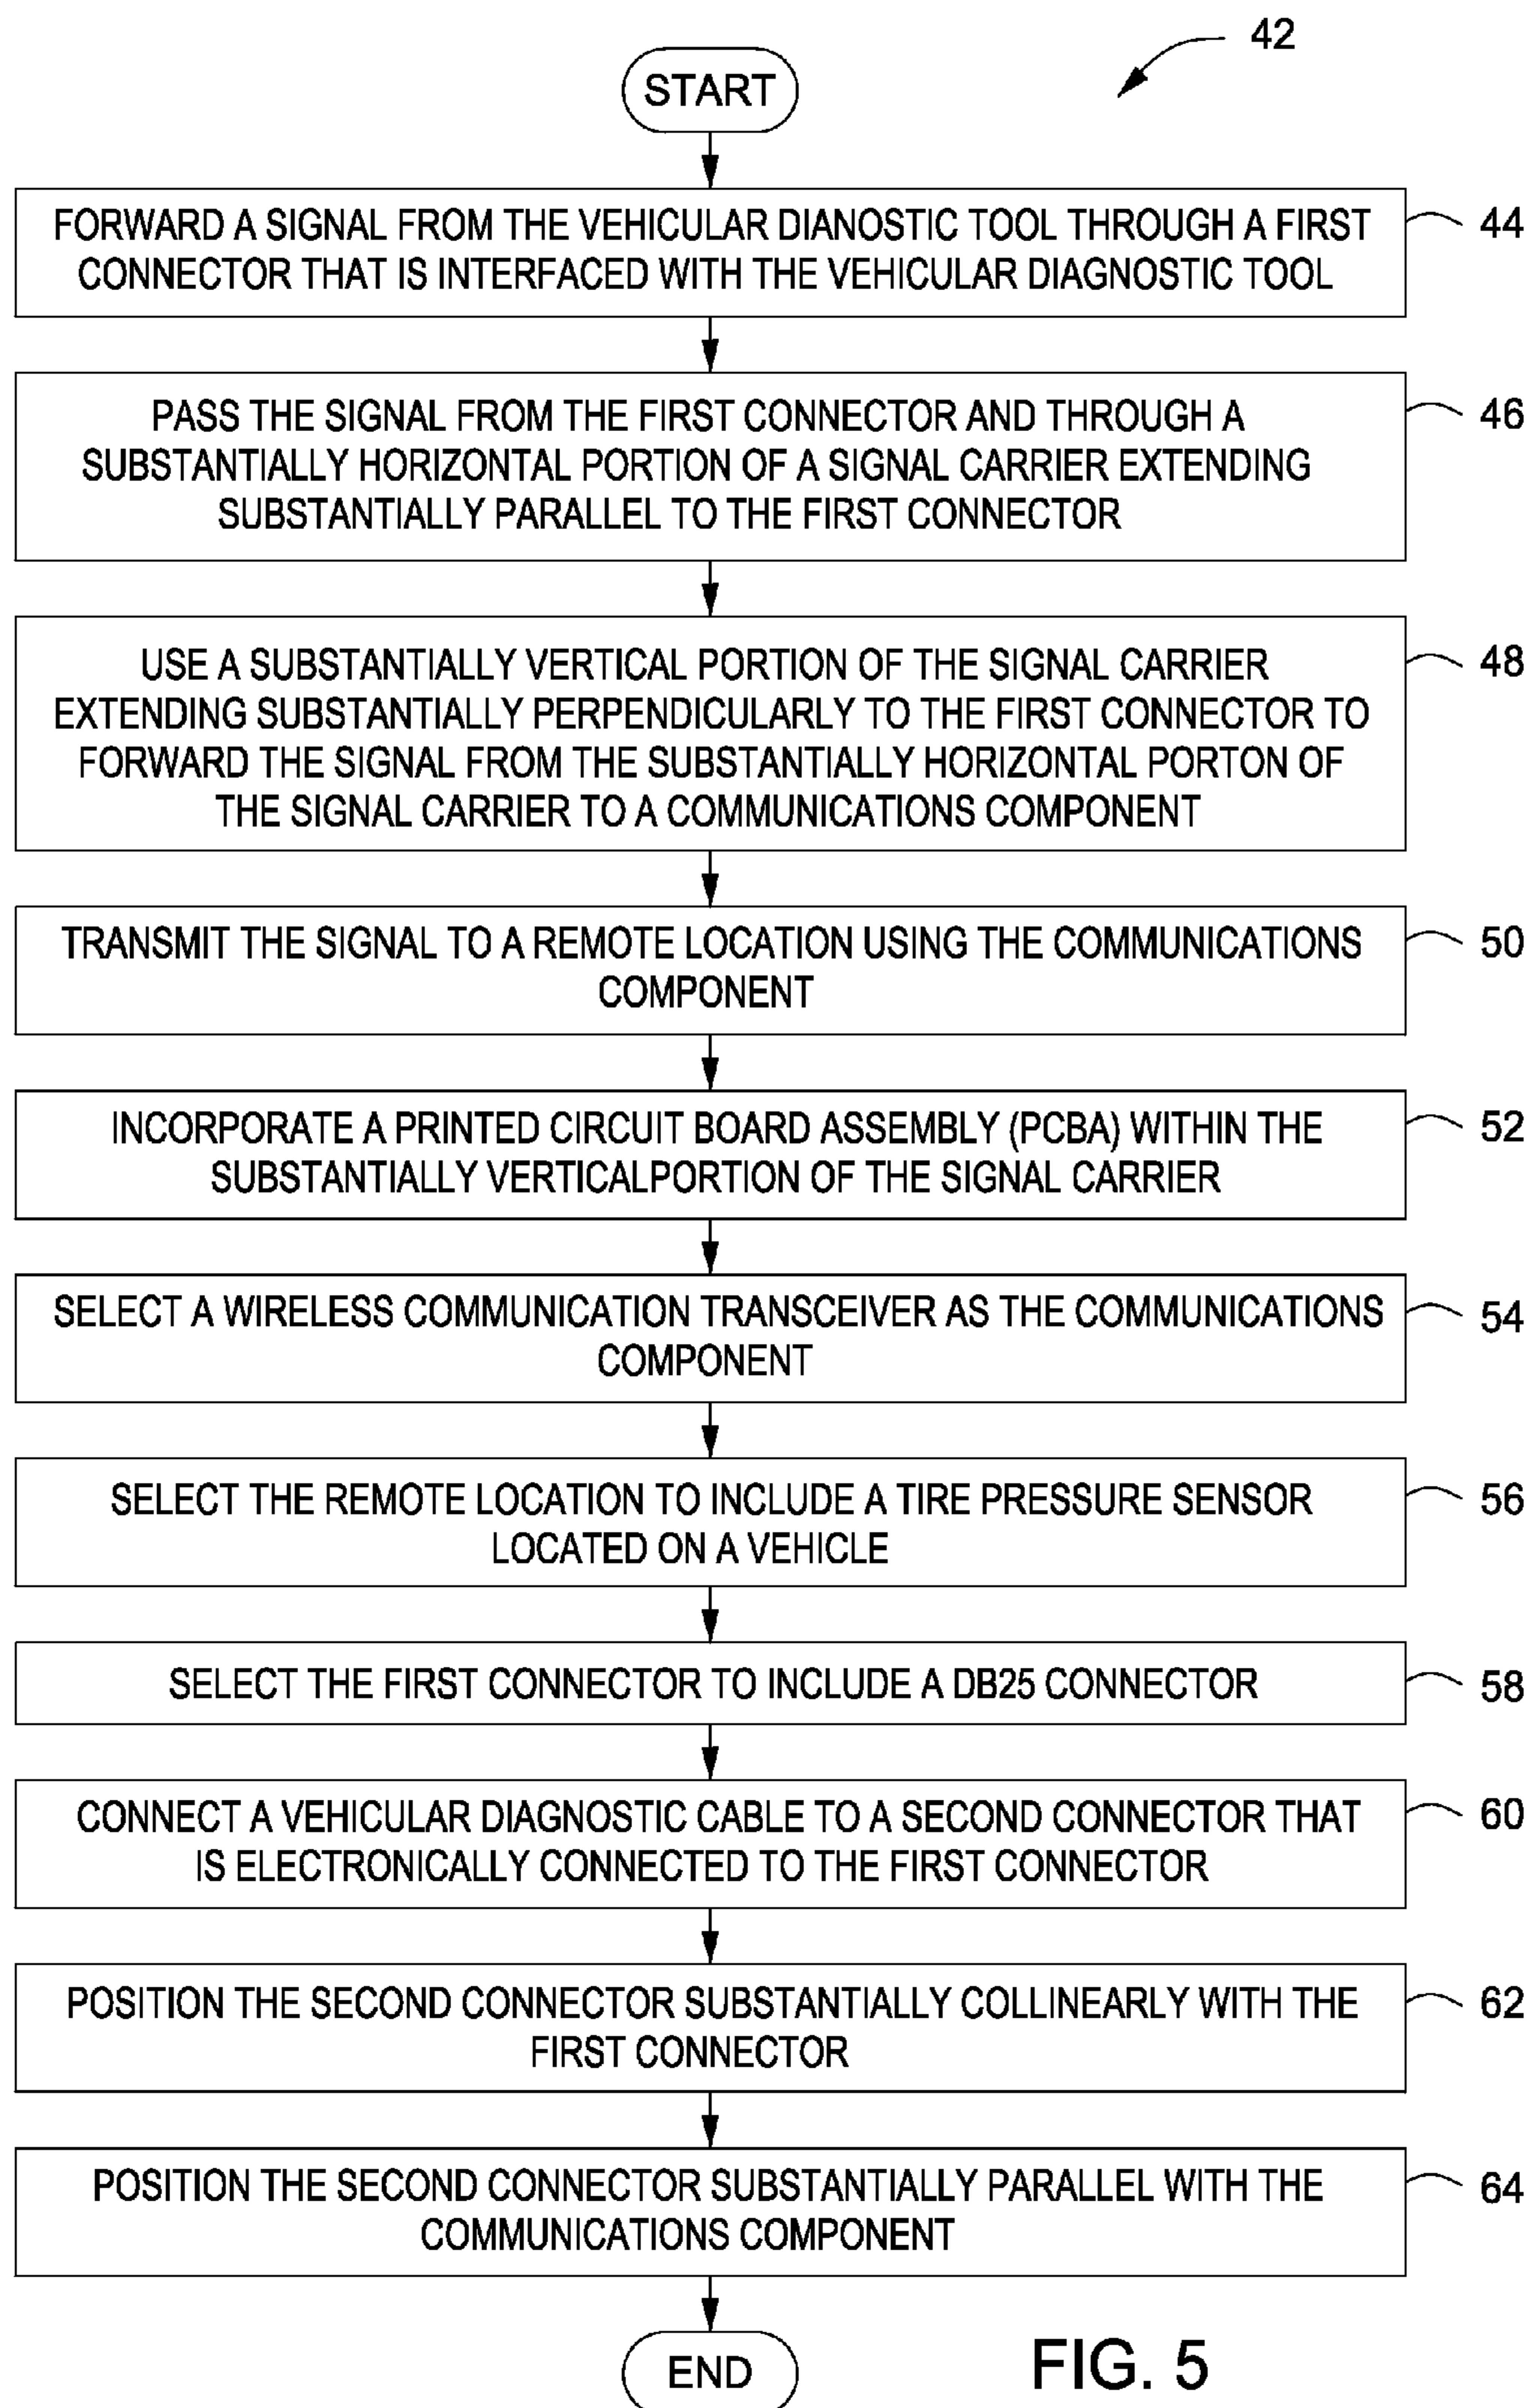 42
START
FORWARD A SIGNAL FROM THE VEHICULAR DIANOSTIC TOOL THROUGH A FIRST
CONNECTOR THAT IS INTERFACED WITH THE VEHICULAR DIAGNOSTIC TOOL
44
PASS THE SIGNAL FROM THE FIRST CONNECTOR AND THROUGH A
SUBSTANTIALLY HORIZONTAL PORTION OF A SIGNAL CARRIER EXTENDING
SUBSTANTIALLY PARALLEL TO THE FIRST CONNECTOR
46
USE A SUBSTANTIALLY VERTICAL PORTION OF THE SIGNAL CARRIER
EXTENDING SUBSTANTIALLY PERPENDICULARLY TO THE FIRST CONNECTOR TO
FORWARD THE SIGNAL FROM THE SUBSTANTIALLY HORIZONTAL PORTON OF
THE SIGNAL CARRIER TO A COMMUNICATIONS COMPONENT
48
TRANSMIT THE SIGNAL TO A REMOTE LOCATION USING THE COMMUNICATIONS
COMPONENT
50
INCORPORATE A PRINTED CIRCUIT BOARD ASSEMBLY (PCBA) WITHIN THE
SUBSTANTIALLY VERTICALPORTION OF THE SIGNAL CARRIER
52
SELECT A WIRELESS COMMUNICATION TRANSCEIVER AS THE COMMUNICATIONS
COMPONENT
54
SELECT THE REMOTE LOCATION TO INCLUDE A TIRE PRESSURE SENSOR
LOCATED ON A VEHICLE
56
SELECT THE FIRST CONNECTOR TO INCLUDE A DB25 CONNECTOR
58
CONNECT A VEHICULAR DIAGNOSTIC CABLE TO A SECOND CONNECTOR THAT
IS ELECTRONICALLY CONNECTED TO THE FIRST CONNECTOR
60
POSITION THE SECOND CONNECTOR SUBSTANTIALLY COLLINEARLY WITH THE
FIRST CONNECTOR
62
POSITION THE SECOND CONNECTOR SUBSTANTIALLY PARALLEL WITH THE
COMMUNICATIONS COMPONENT
64
END
FIG. 5